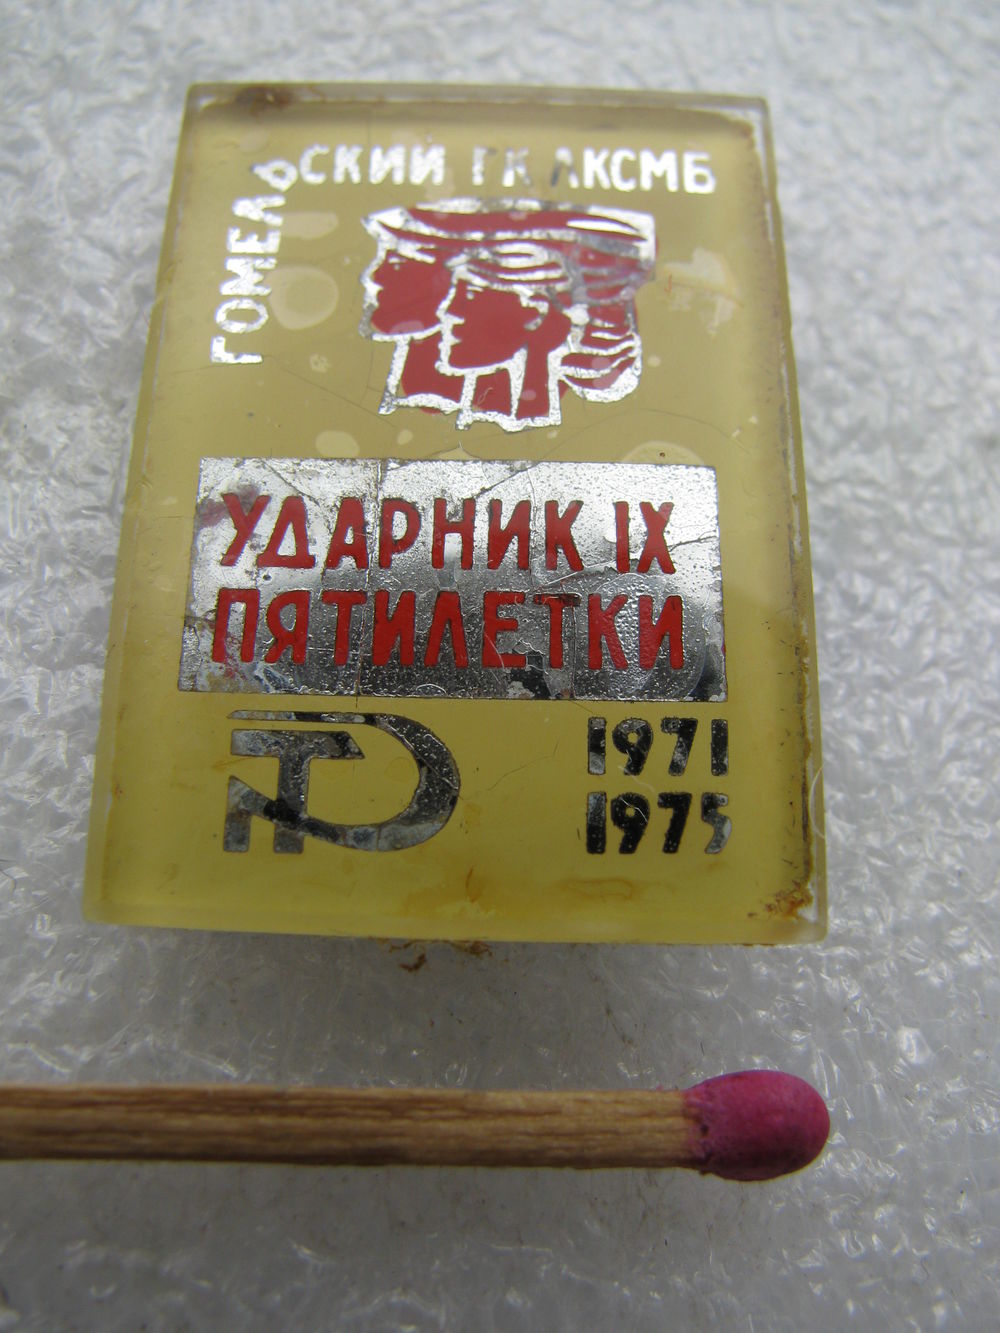 ГОМЕЛЬСКИЙ ГК ЛКСМБ
УДАРНИК IX
ПЯТИЛЕТКИ
1971
1975